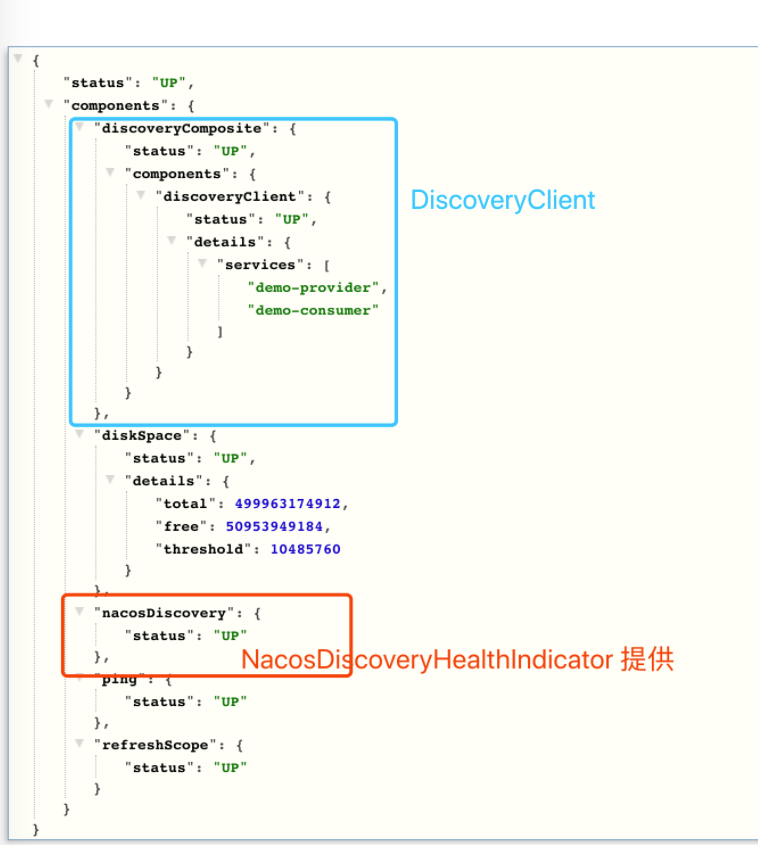 {
"status": "UP",
"components": {
"discoveryComposite": {
"status": "UP",
"components": {
"discoveryClient": {
DiscoveryClient
"status": "UP",
"details": {
"services": [
"demo-provider",
"demo-consumer"
]
}
}
}
},
"diskSpace": {
"status": "UP",
"details": {
"total": 499963174912,
"free": 50953949184,
"threshold": 10485760
}
},
"nacosDiscovery": {
"status": "UP"
},
NacosDiscoveryHealthIndicator 提供
"ping": {
"status": "UP"
},
"refreshScope": {
"status": "UP"
}
}
}